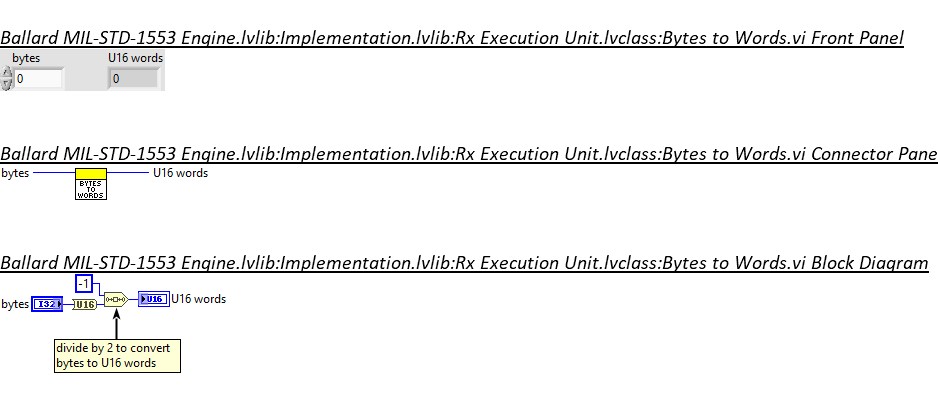 Ballard MIL-STD-1553 Engine.lvlib:Implementation.lvlib:Rx Execution Unit.lvclass:Bytes to Words.vi Front Panel
bytes U16 words
0 0
Ballard MIL-STD-1553 Engine.lvlib:Implementation.lvlib:Rx Execution Unit.lvclass:Bytes to Words.vi Connector Pane
bytes U16 words
BYTES
TO
WORDS
Ballard MIL-STD-1553 Engine.lvlib:Implementation.lvlib:Rx Execution Unit.lvclass:Bytes to Words.vi Block Diagram
-1
bytes I32 U16 U16 U16 words
divide by 2 to convert
bytes to U16 words